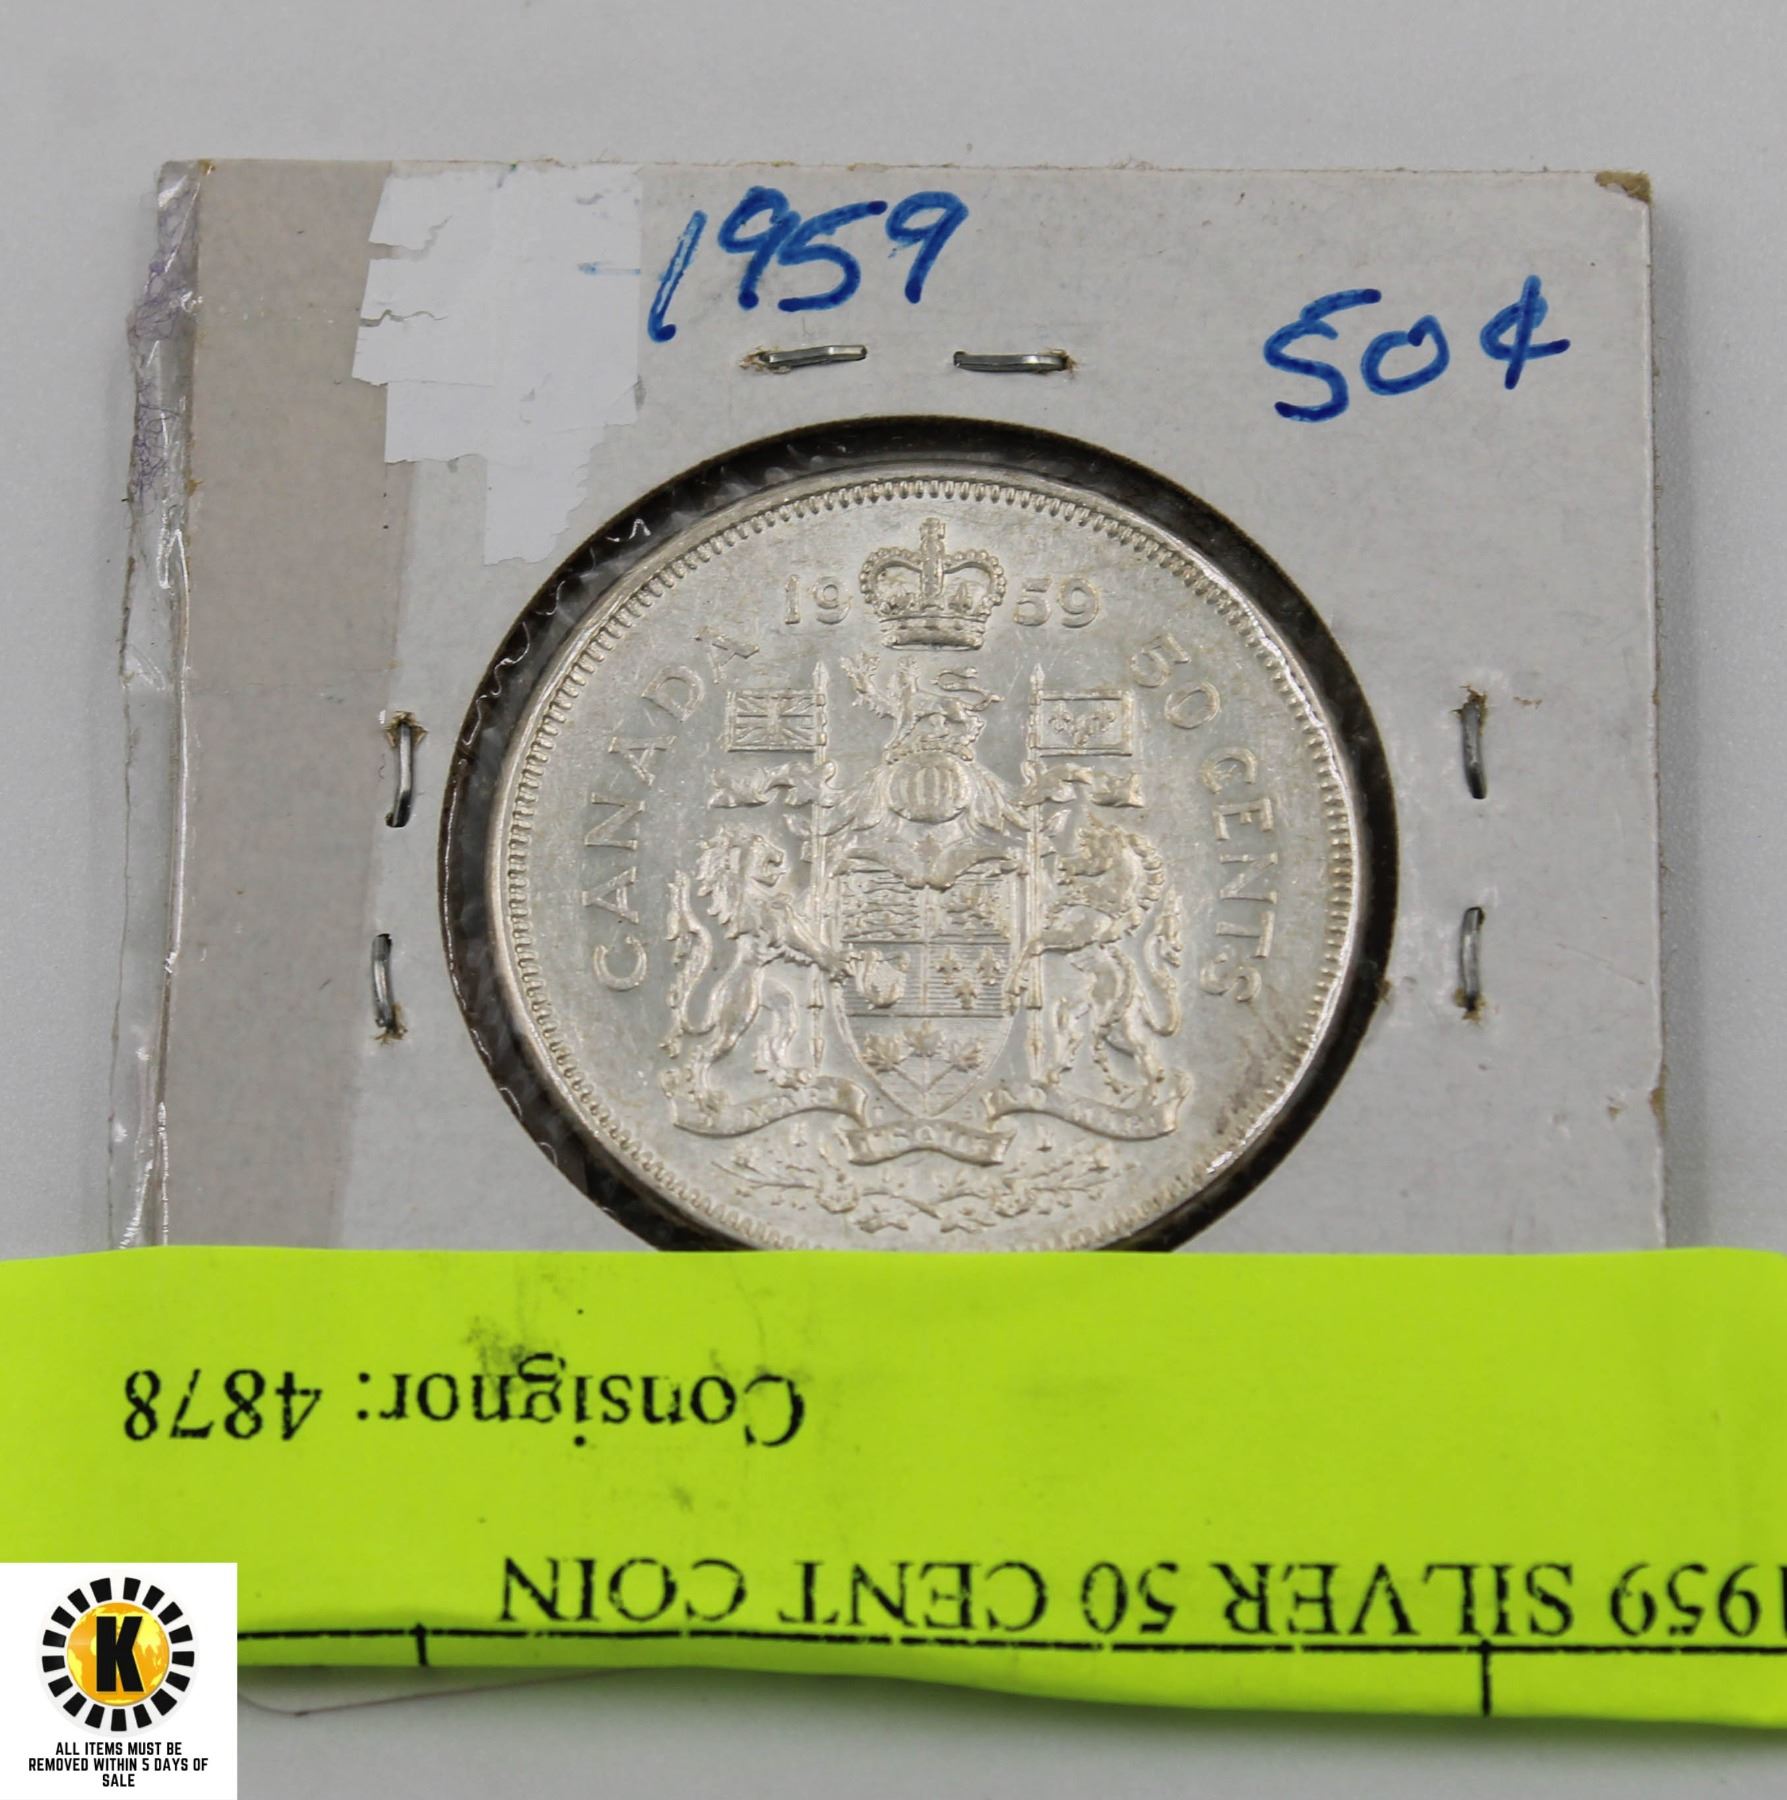 1959
50¢
1959
CANADA
50 CENTS
Consignor: 4878
1959 SILVER 50 CENT COIN
K
ALL ITEMS MUST BE
REMOVED WITHIN 5 DAYS OF
SALE